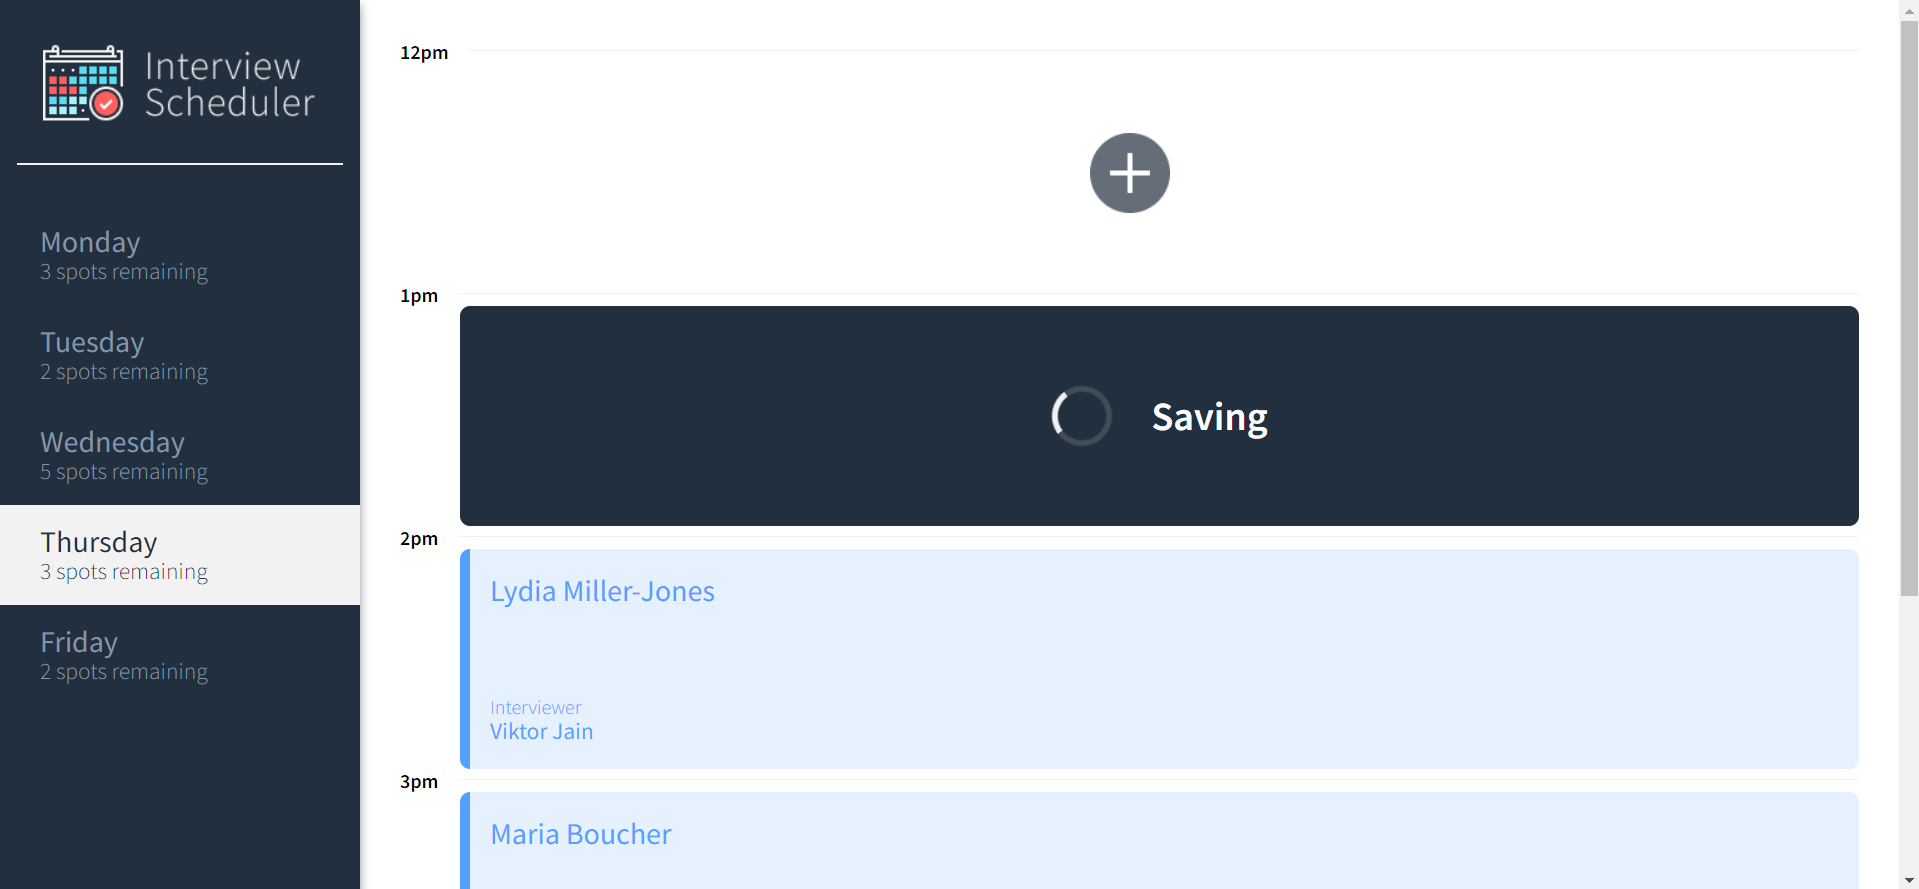 Interview
Scheduler
Monday
3 spots remaining
Tuesday
2 spots remaining
Wednesday
5 spots remaining
Thursday
3 spots remaining
Friday
2 spots remaining
12pm
1pm
Saving
2pm
Lydia Miller-Jones
Interviewer
Viktor Jain
3pm
Maria Boucher